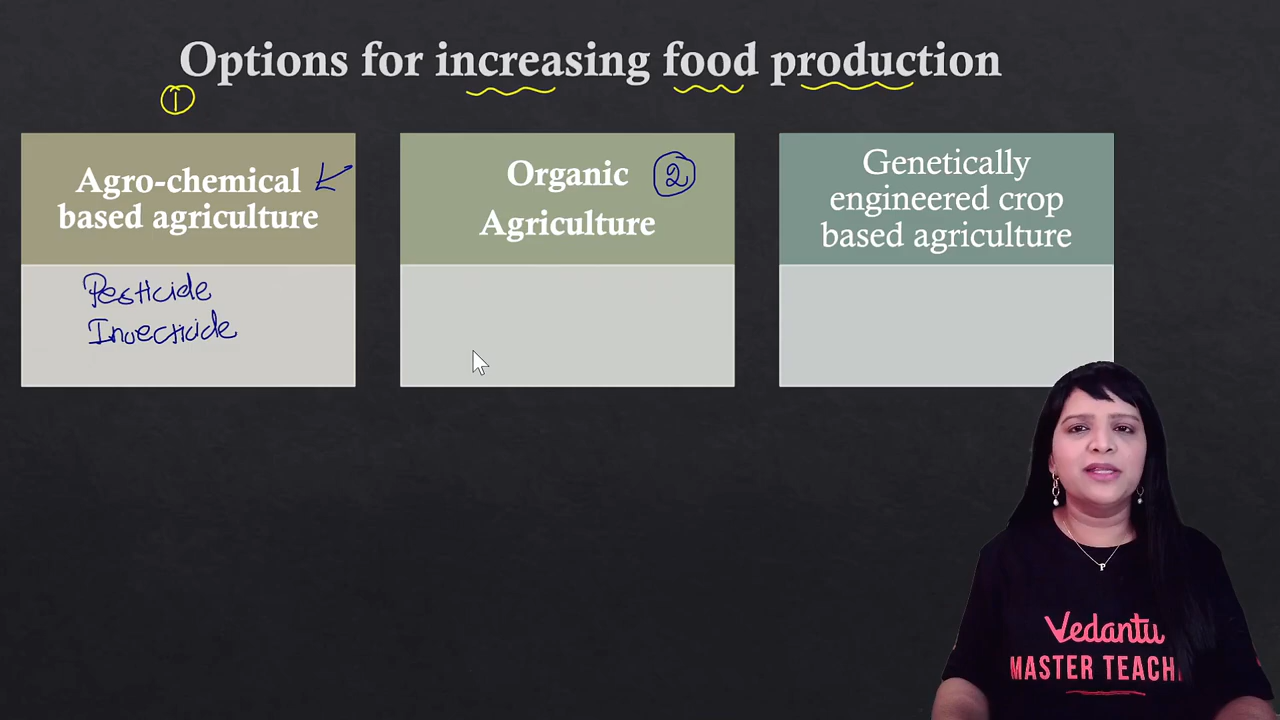 Options for increasing food production
①
Agro-chemical
based agriculture
Organic ②
Agriculture
Genetically
engineered crop
based agriculture
Pesticide
Insecticide
Vedantu
MASTER TEACH